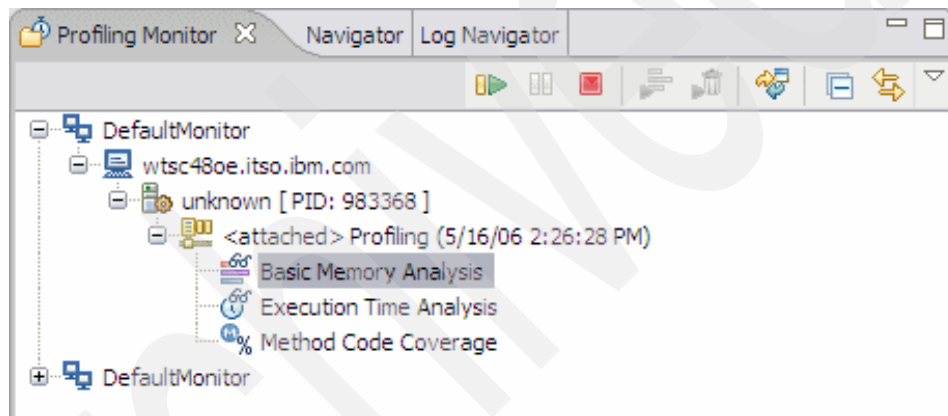 Profiling Monitor Navigator Log Navigator
DefaultMonitor
wtsc48oe.itso.ibm.com
unknown [ PID: 983368 ]
<attached> Profiling (5/16/06 2:26:28 PM)
Basic Memory Analysis
Execution Time Analysis
Method Code Coverage
DefaultMonitor